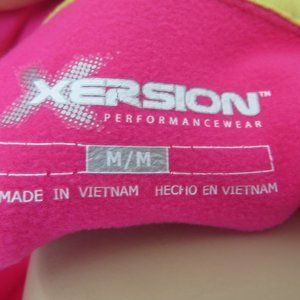 XERSION™
PERFORMANCEWEAR
M/M
MADE IN VIETNAM HECHO EN VIETNAM